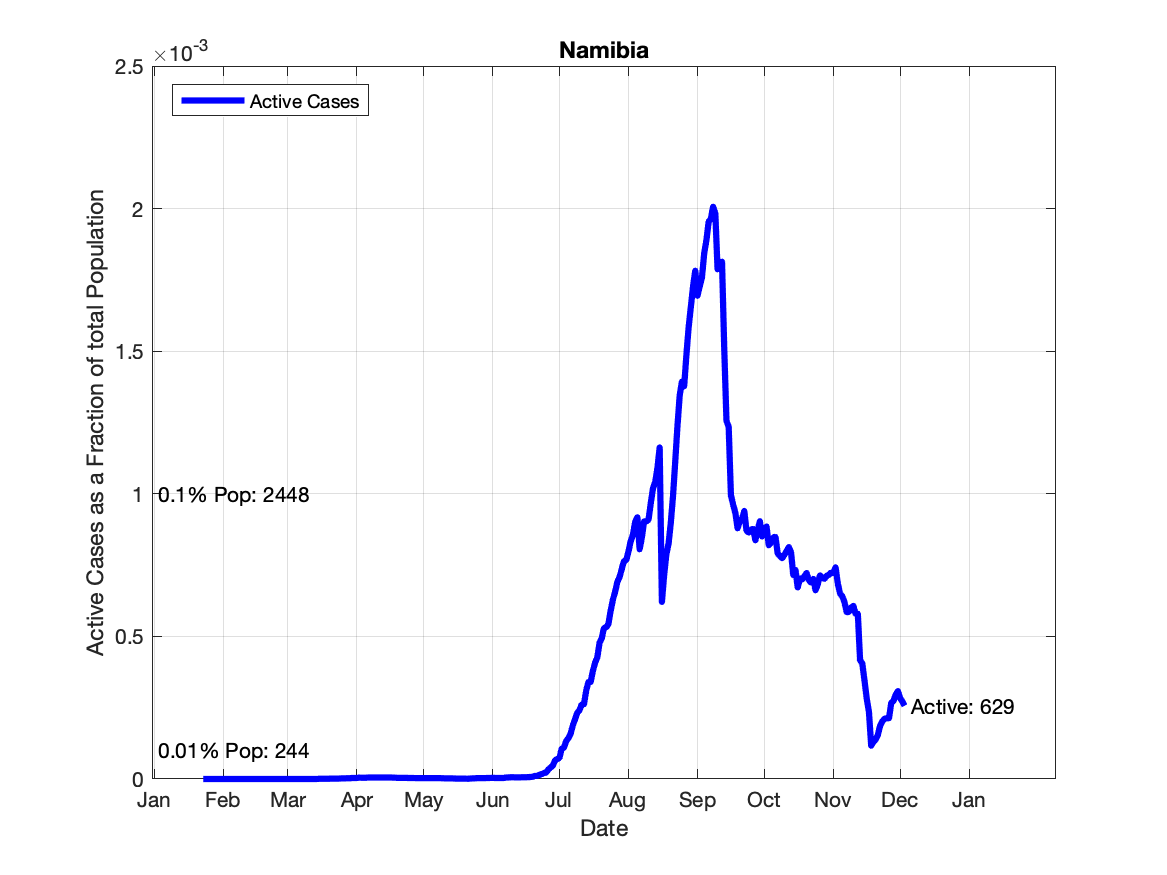 Namibia
×10-3
2.5
2
1.5
1
0.5
0
Active Cases
0.1% Pop: 2448
0.01% Pop: 244
Active: 629
Active Cases as a Fraction of total Population
Jan Feb Mar Apr May Jun Jul Aug Sep Oct Nov Dec Jan
Date